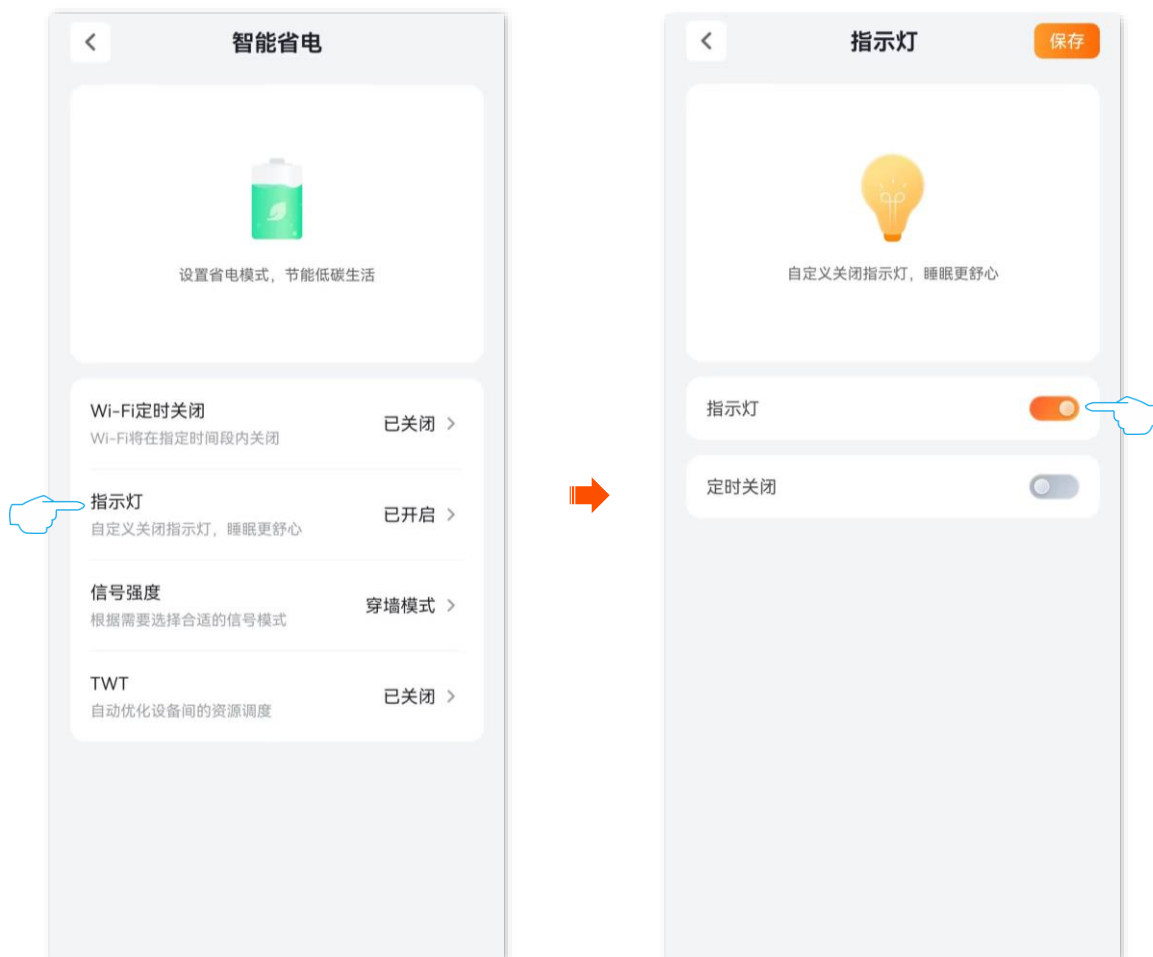 智能省电
设置省电模式，节能低碳生活
Wi-Fi定时关闭
已关闭
Wi-Fi将在指定时间段内关闭
指示灯
已开启
自定义关闭指示灯，睡眠更舒心
信号强度
穿墙模式
根据需要选择合适的信号模式
TWT
已关闭
自动优化设备间的资源调度
指示灯
保存
自定义关闭指示灯，睡眠更舒心
指示灯
定时关闭